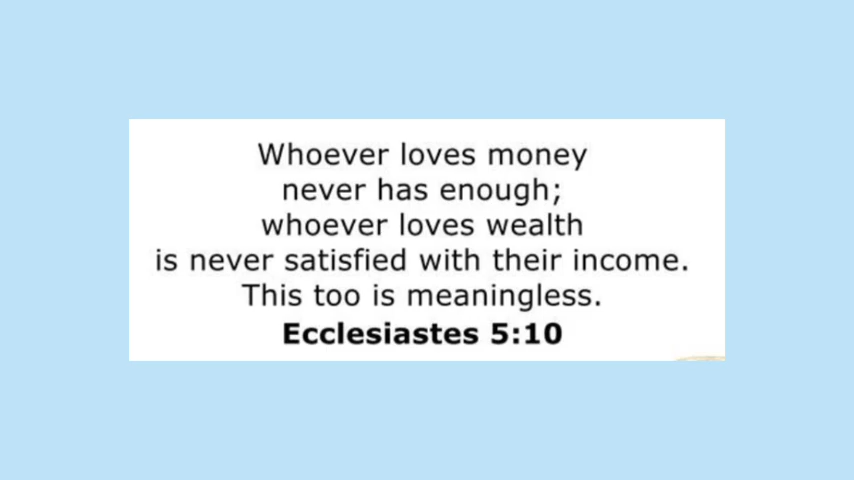 Whoever loves money
never has enough;
whoever loves wealth
is never satisfied with their income.
This too is meaningless.
Ecclesiastes 5:10